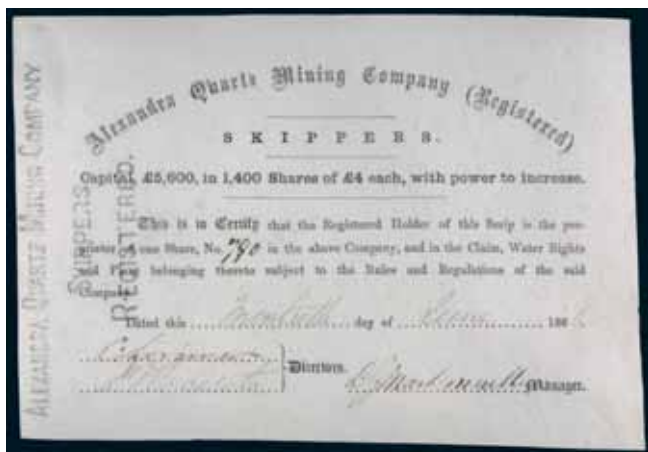 Alexandra Quartz Mining Company (Registered)
SKIPPERS.
Capital £5,600, in 1,400 Shares of £4 each, with power to increase.
This is to Certify that the Registered Holder of this Scrip is the pro-
prietor of one Share, No. 790 in the above Company, and in the Claim, Water Rights
and Plant belonging thereto subject to the Rules and Regulations of the said
Company.
Dated this day of 186
Directors.
Manager.
ALEXANDRA QUARTZ MINING COMPANY
SKIPPERS.
REGISTERED.